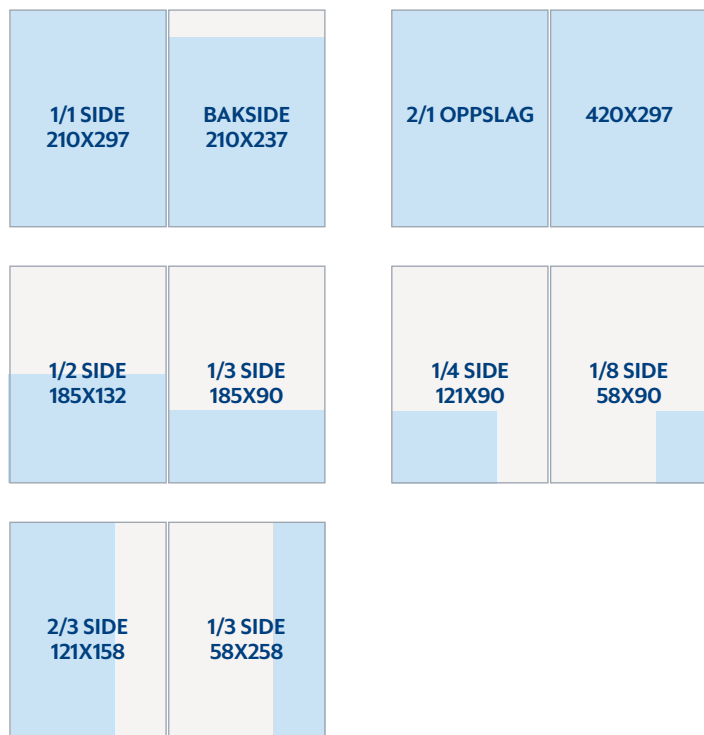 1/1 SIDE
210X297
BAKSIDE
210X237
2/1 OPPSLAG
420X297
1/2 SIDE
185X132
1/3 SIDE
185X90
1/4 SIDE
121X90
1/8 SIDE
58X90
2/3 SIDE
121X158
1/3 SIDE
58X258